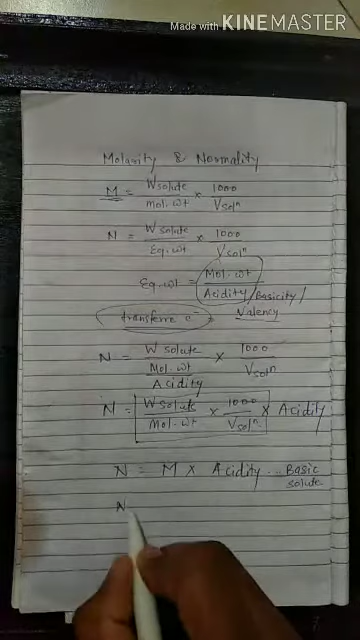 Made with KINEMASTER
Molarity & Normality
M = W solute / mol. wt × 1000 / V solⁿ
N = W solute / Eq. wt × 1000 / V solⁿ
Eq. wt = Mol. wt / Acidity / Basicity /
transferre e⁻ Valency
N = W solute / Mol. wt / Acidity × 1000 / V solⁿ
N = W solute / Mol. wt × 1000 / V solⁿ × Acidity
N = M × Acidity ... Basic solute
N